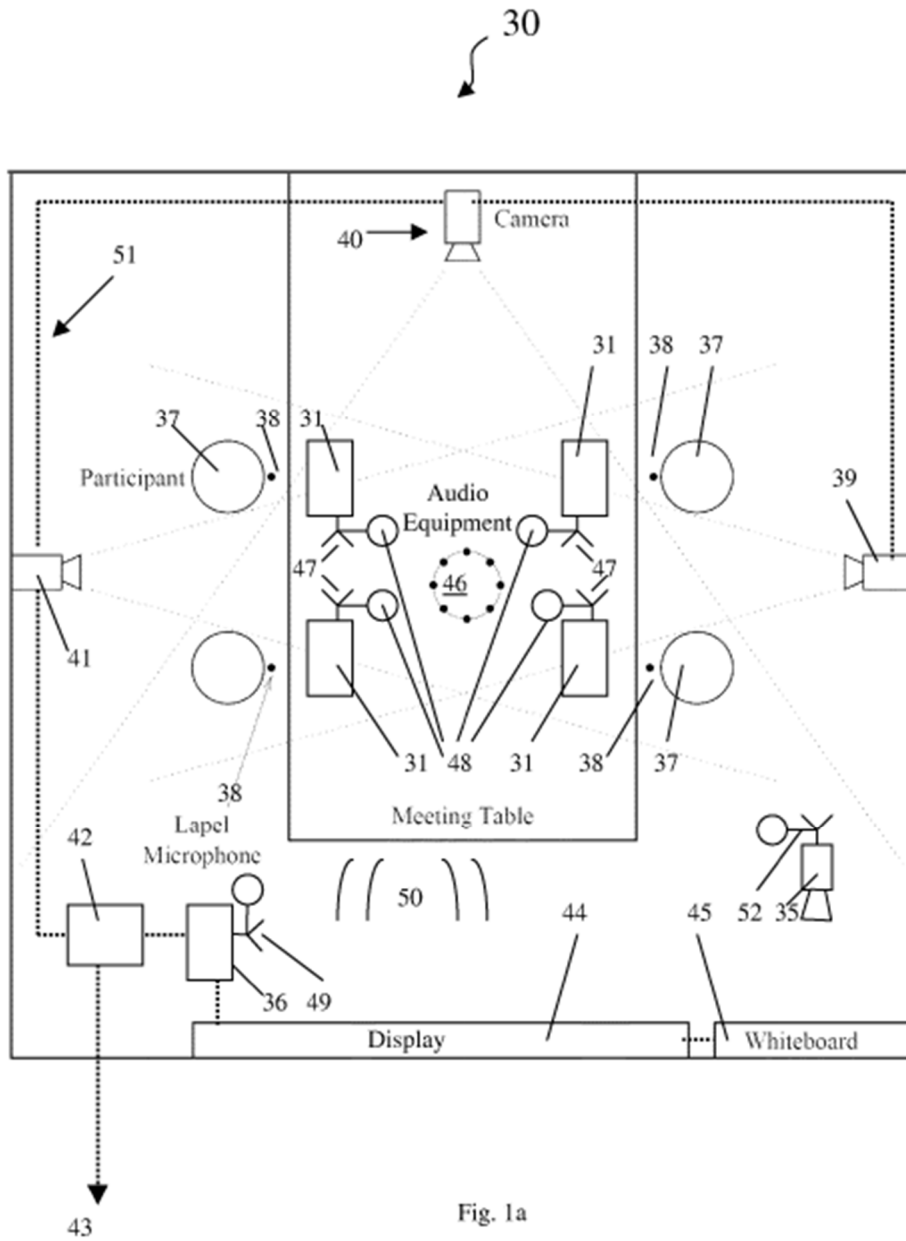 30
Camera
40
51
31
38
37
37
38
31
Participant
Audio
Equipment
39
47
46
47
41
31
48
31
38
37
38
Meeting Table
Lapel
Microphone
42
50
44
45
52
35
36
49
Display
Whiteboard
43
Fig. 1a